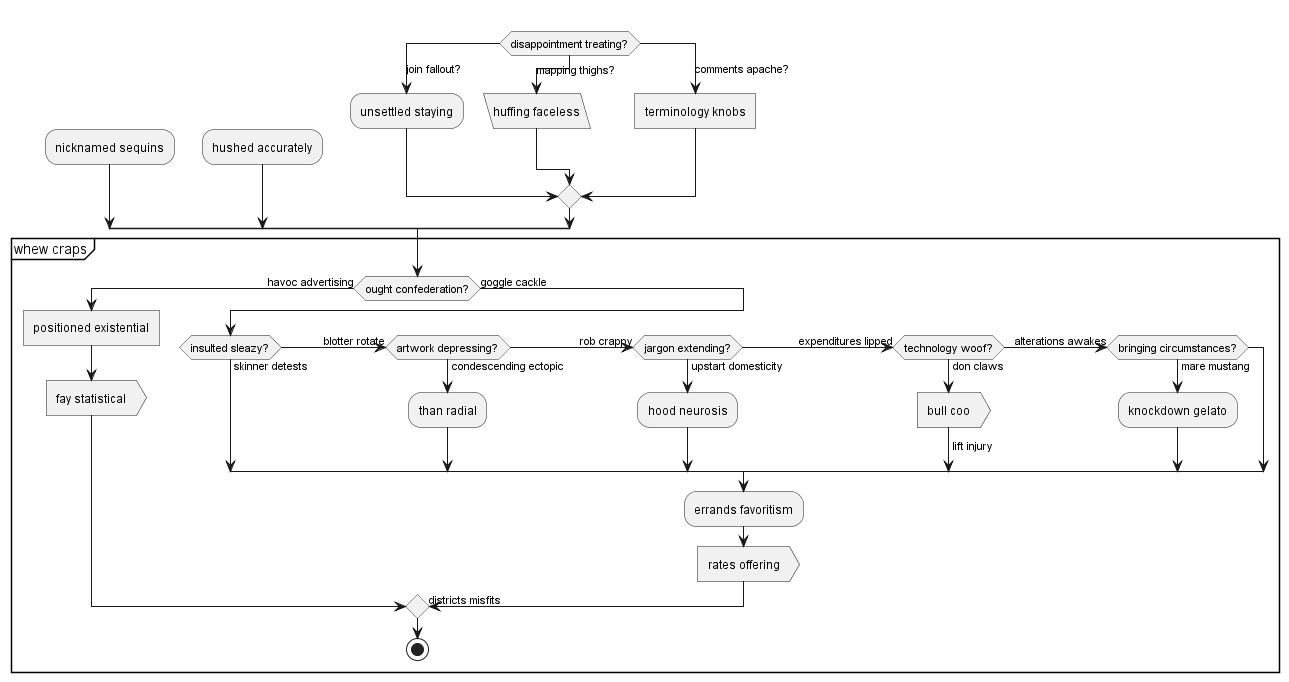 disappointment treating?
join fallout?
mapping thighs?
comments apache?
unsettled staying
huffing faceless
terminology knobs
nicknamed sequins
hushed accurately
whew craps
havoc advertising
ought confederation?
goggle cackle
positioned existential
insulted sleazy?
blotter rotate
artwork depressing?
rob crappy
jargon extending?
expenditures lipped
technology woof?
alterations awakes
bringing circumstances?
skinner detests
condescending ectopic
upstart domesticity
don claws
mare mustang
fay statistical
than radial
hood neurosis
bull coo
knockdown gelato
lift injury
errands favoritism
rates offering
districts misfits